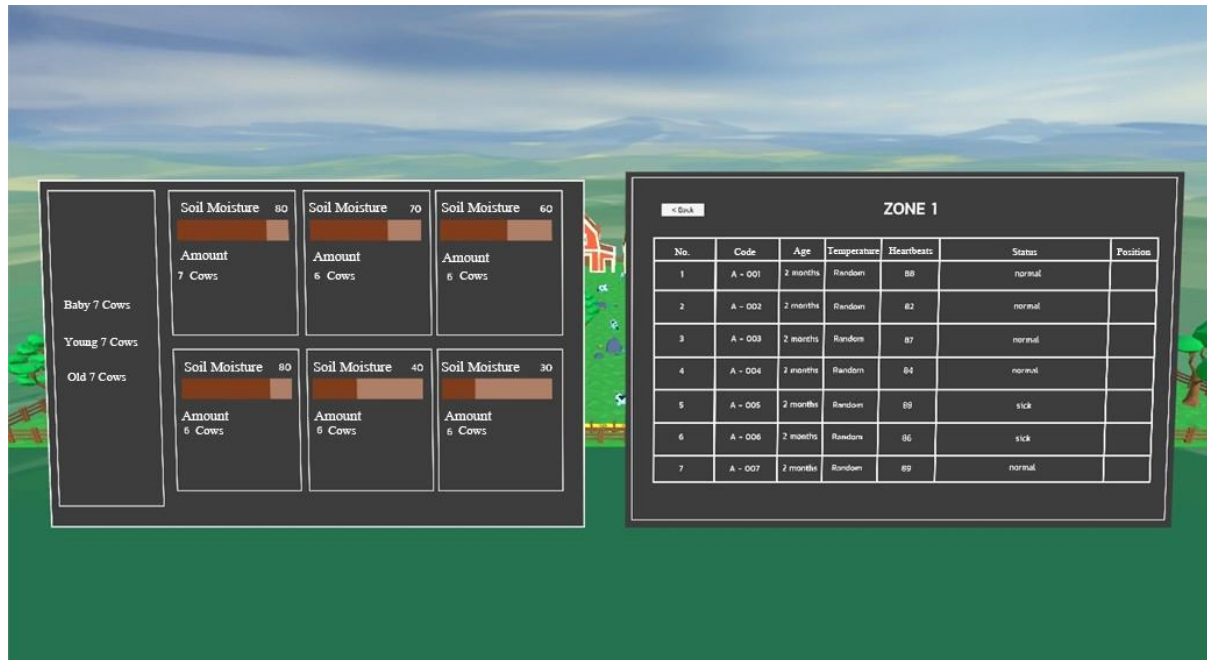 Baby 7 Cows
Young 7 Cows
Old 7 Cows
Soil Moisture 80
Amount
7 Cows
Soil Moisture 70
Amount
6 Cows
Soil Moisture 60
Amount
6 Cows
Soil Moisture 80
Amount
6 Cows
Soil Moisture 40
Amount
6 Cows
Soil Moisture 30
Amount
6 Cows
< Back
ZONE 1
No. Code Age Temperature Heartbeats Status Position
1 A - 001 2 months Random 88 normal
2 A - 002 2 months Random 82 normal
3 A - 003 2 months Random 87 normal
4 A - 004 2 months Random 84 normal
5 A - 005 2 months Random 89 sick
6 A - 006 2 months Random 86 sick
7 A - 007 2 months Random 89 normal